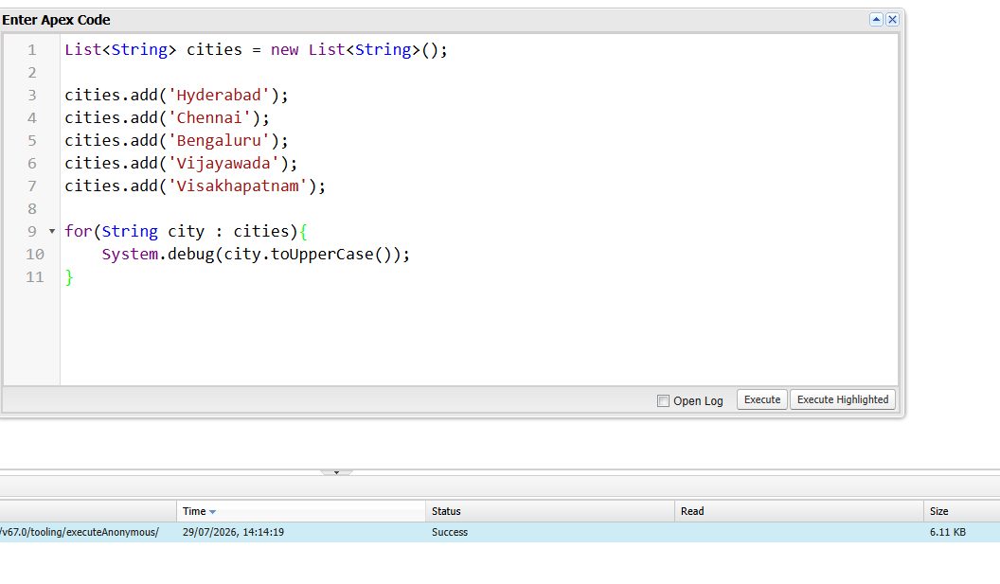 Enter Apex Code
1 List<String> cities = new List<String>();
2
3 cities.add('Hyderabad');
4 cities.add('Chennai');
5 cities.add('Bengaluru');
6 cities.add('Vijayawada');
7 cities.add('Visakhapatnam');
8
9 for(String city : cities){
10     System.debug(city.toUpperCase());
11 }
Open Log Execute Execute Highlighted
Time Status Read Size
/v67.0/tooling/executeAnonymous/ 29/07/2026, 14:14:19 Success 6.11 KB